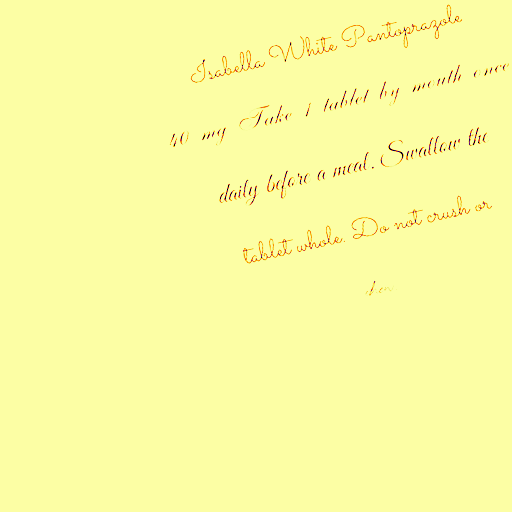 Isabella White Pantoprazole
40 mg Take 1 tablet by mouth once
daily before a meal. Swallow the
tablet whole. Do not crush or